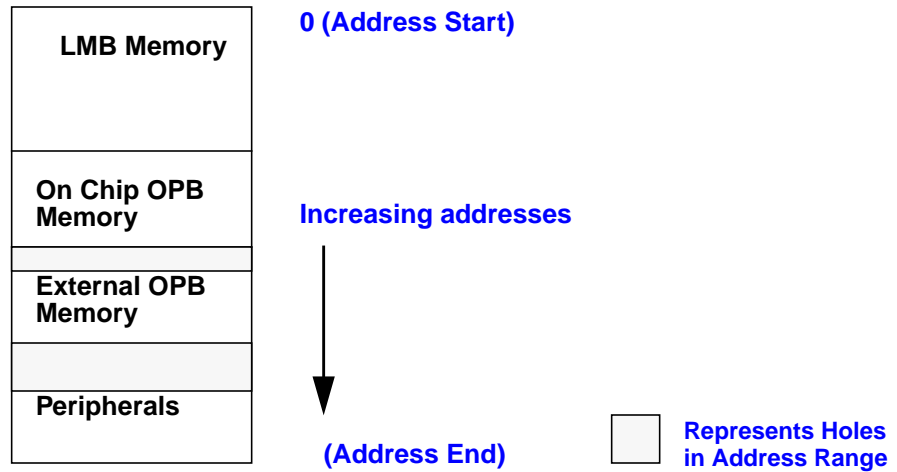 0 (Address Start)
LMB Memory
On Chip OPB
Memory
Increasing addresses
External OPB
Memory
Peripherals
(Address End)
Represents Holes
in Address Range